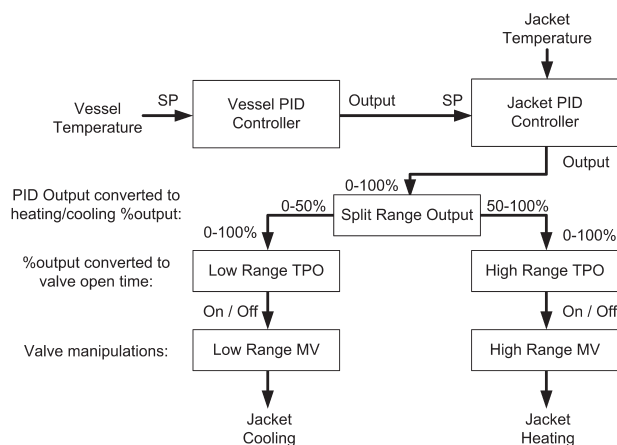 Jacket
Temperature
SP
Vessel PID
Controller
Output
SP
Jacket PID
Controller
Vessel
Temperature
Output
PID Output converted to
heating/cooling %output:
0-100%
0-50%
Split Range Output
50-100%
0-100%
0-100%
%output converted to
valve open time:
Low Range TPO
High Range TPO
On / Off
On / Off
Valve manipulations:
Low Range MV
High Range MV
Jacket
Cooling
Jacket
Heating